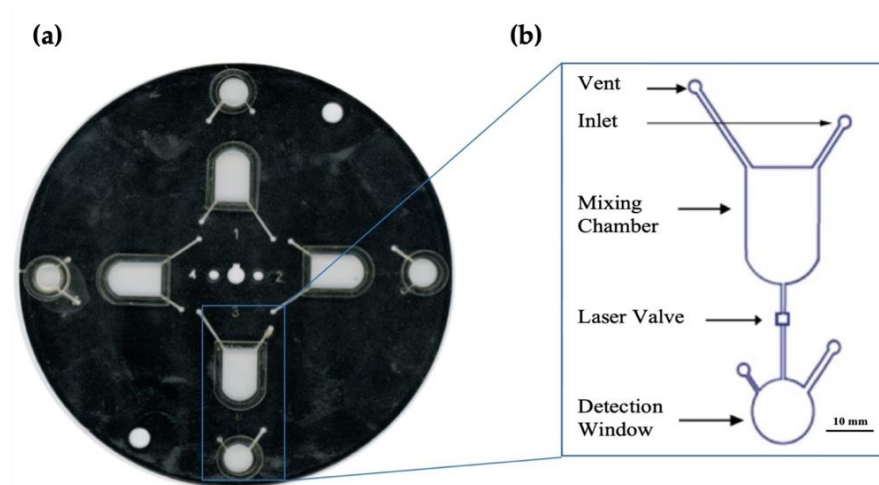 (a)
(b)
1
4
2
3
Vent
Inlet
Mixing
Chamber
Laser Valve
Detection
Window
10 mm